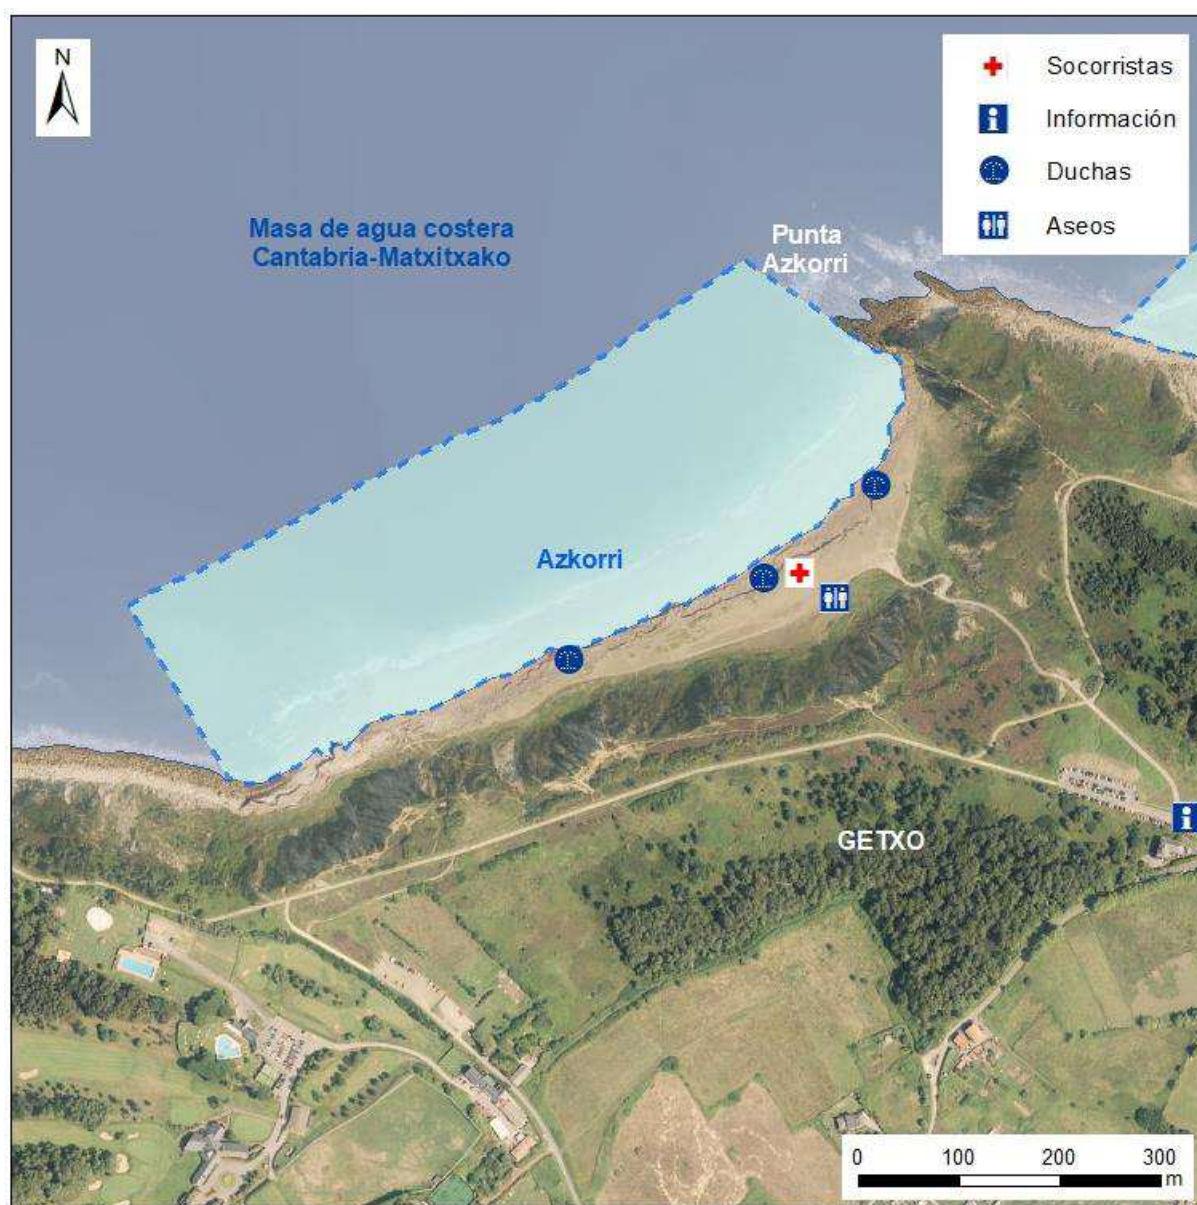 N
Socorristas
Información
Duchas
Aseos
Masa de agua costera
Cantabria-Matxitxako
Punta
Azkorri
Azkorri
GETXO
0 100 200 300
m